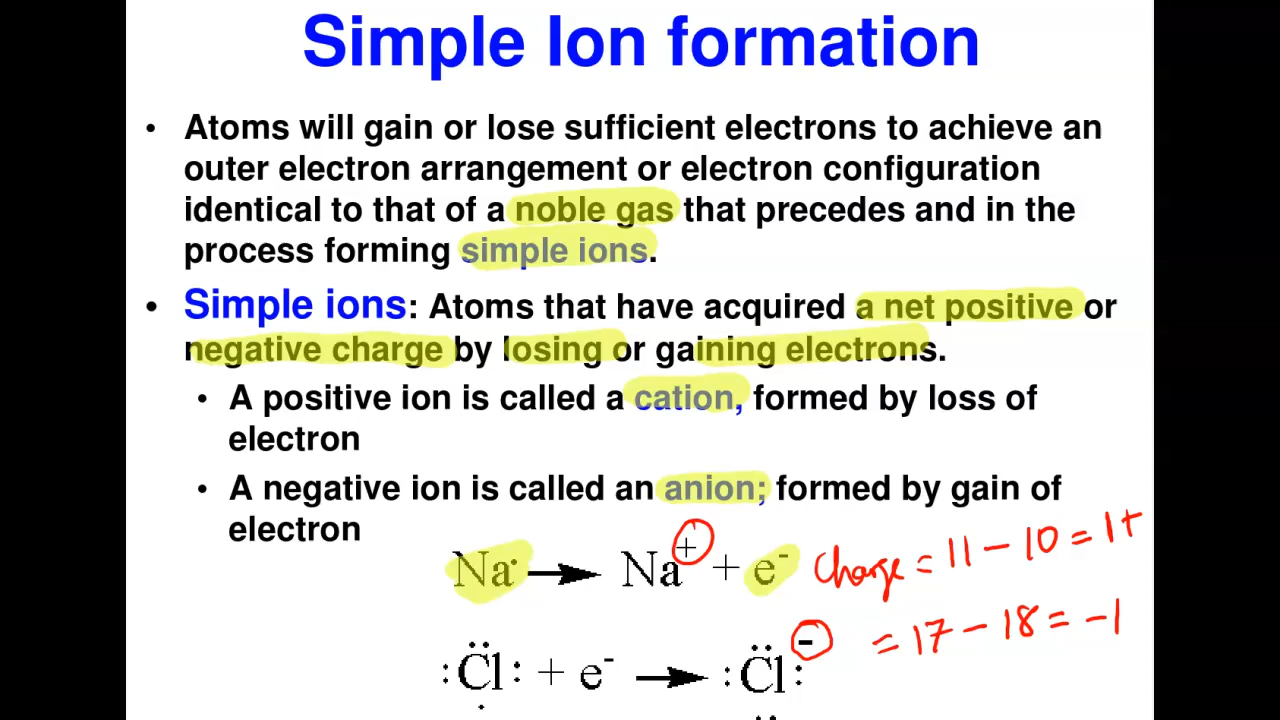 Simple Ion formation
• Atoms will gain or lose sufficient electrons to achieve an
outer electron arrangement or electron configuration
identical to that of a noble gas that precedes and in the
process forming simple ions.
• Simple ions: Atoms that have acquired a net positive or
negative charge by losing or gaining electrons.
• A positive ion is called a cation, formed by loss of
electron
• A negative ion is called an anion; formed by gain of
electron
Na· → Na⁺ + e⁻ Charge = 11 - 10 = 1+
:Cl: + e⁻ → :Cl:⁻ = 17 - 18 = -1